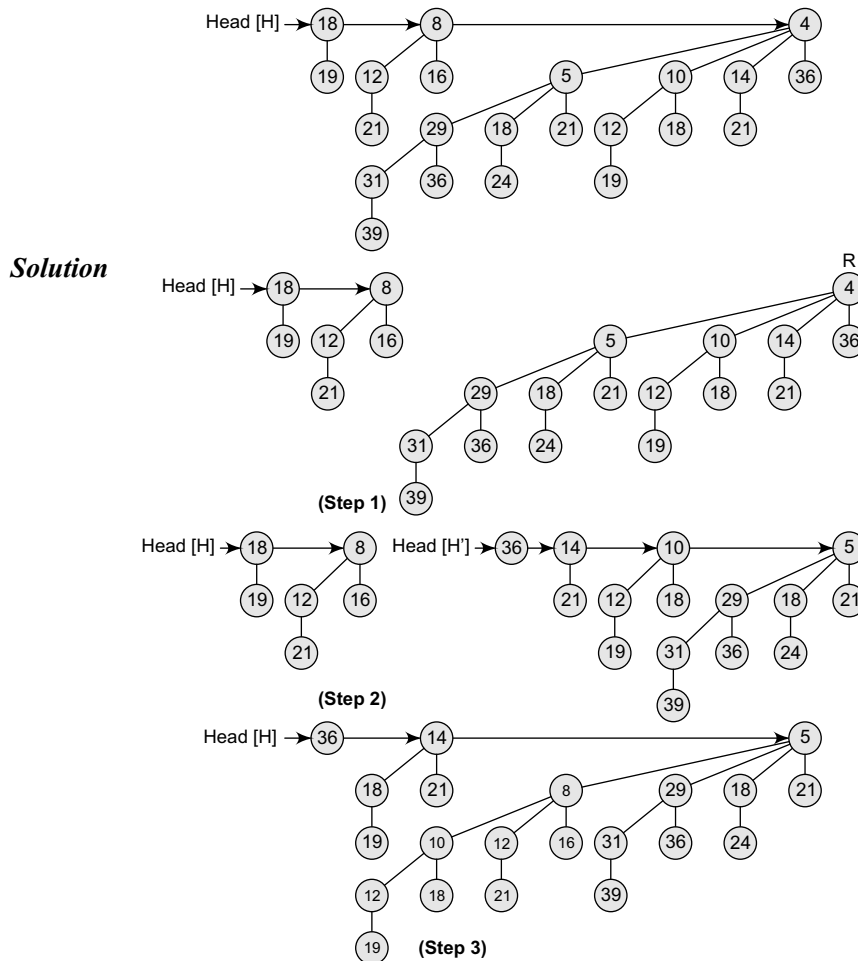 Head [H] 18 8 4
19 12 16 5 10 14 36
21 29 18 21 12 18 21
31 36 24 19
39
Solution
R
Head [H] 18 8 4
19 12 16 5 10 14 36
21 29 18 21 12 18 21
31 36 24 19
39
(Step 1)
Head [H] 18 8 Head [H'] 36 14 10 5
19 12 16 21 12 18 29 18 21
21 19 31 36 24
39
(Step 2)
Head [H] 36 14 5
18 21 8 29 18 21
19 10 12 16 31 36 24
12 18 21 39
19 (Step 3)